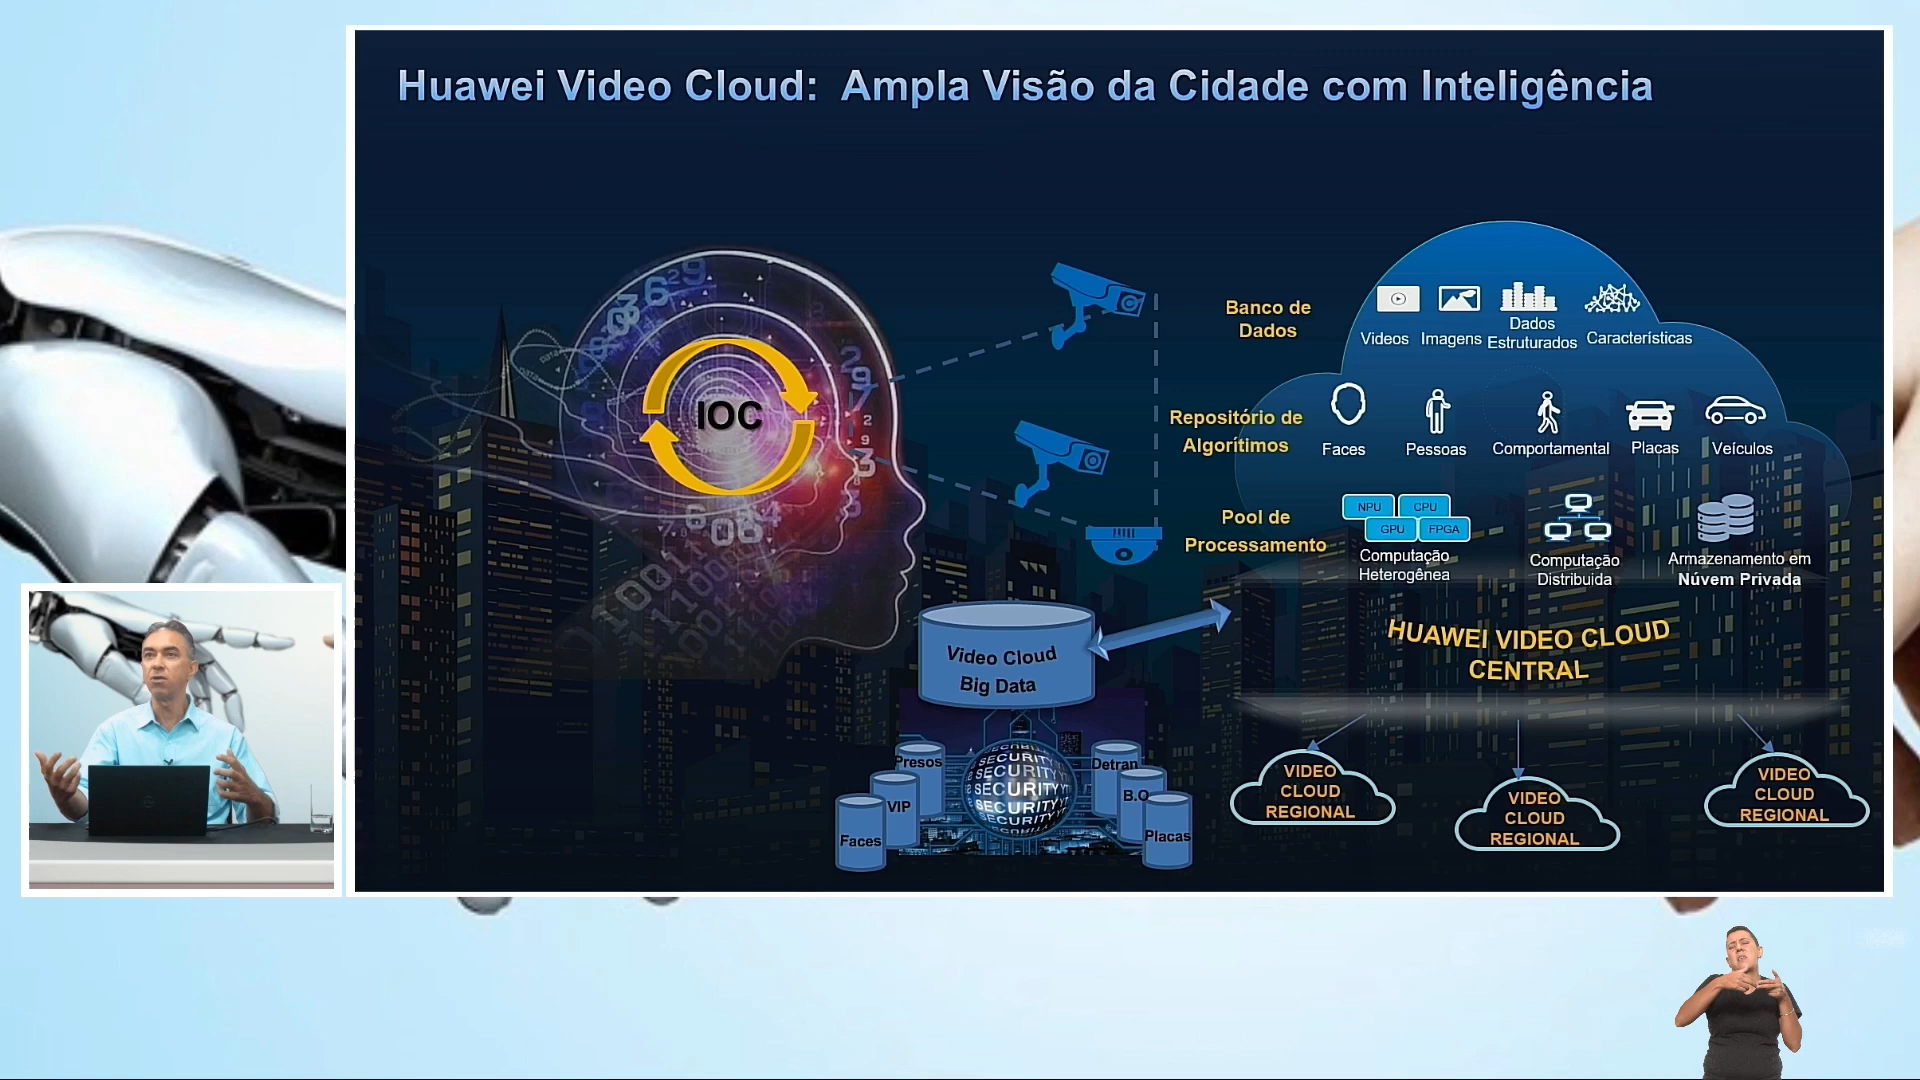 Huawei Video Cloud: Ampla Visão da Cidade com Inteligência
IOC
Banco de
Dados
Videos
Imagens
Dados
Estruturados
Características
Repositório de
Algorítimos
Faces
Pessoas
Comportamental
Placas
Veículos
Pool de
Processamento
NPU
CPU
GPU
FPGA
Computação
Heterogênea
Computação
Distribuida
Armazenamento em
Núvem Privada
HUAWEI VIDEO CLOUD
CENTRAL
Video Cloud
Big Data
Presos
VIP
Faces
SECURITY
SECURITY
SECURITY
SECURITY
Detran
B.O
Placas
VIDEO
CLOUD
REGIONAL
VIDEO
CLOUD
REGIONAL
VIDEO
CLOUD
REGIONAL